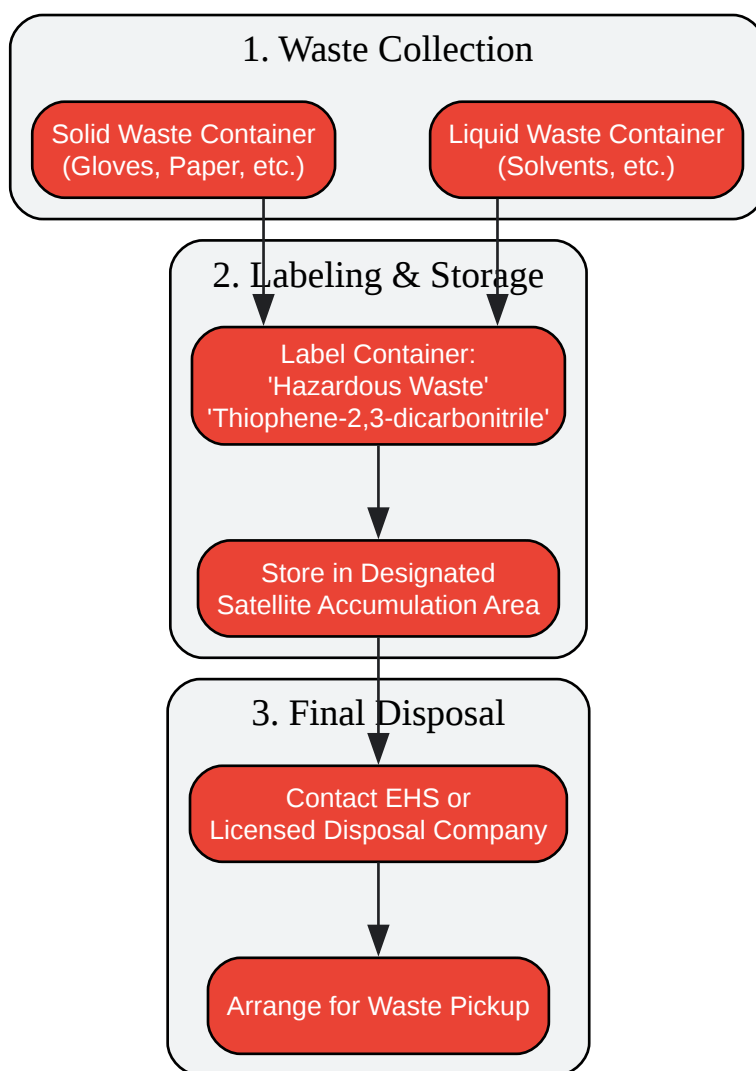 1. Waste Collection
Solid Waste Container
(Gloves, Paper, etc.)
Liquid Waste Container
(Solvents, etc.)
2. Labeling & Storage
Label Container:
'Hazardous Waste'
'Thiophene-2,3-dicarbonitrile'
Store in Designated
Satellite Accumulation Area
3. Final Disposal
Contact EHS or
Licensed Disposal Company
Arrange for Waste Pickup